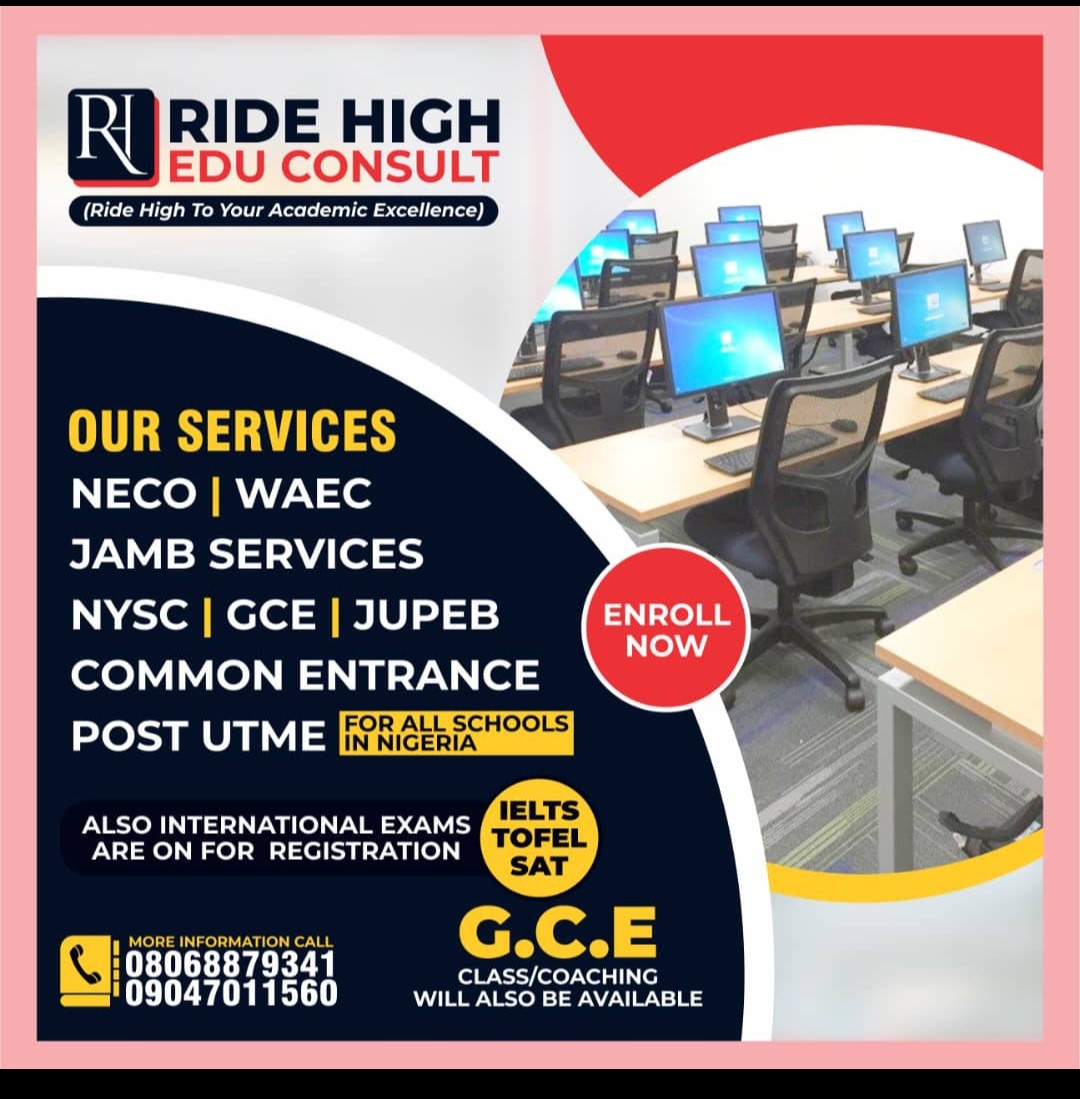 RH
RIDE HIGH
EDU CONSULT
(Ride High To Your Academic Excellence)
OUR SERVICES
NECO | WAEC
JAMB SERVICES
NYSC | GCE | JUPEB
COMMON ENTRANCE
POST UTME FOR ALL SCHOOLS
IN NIGERIA
ENROLL
NOW
ALSO INTERNATIONAL EXAMS
ARE ON FOR REGISTRATION
IELTS
TOFEL
SAT
MORE INFORMATION CALL
08068879341
09047011560
G.C.E
CLASS/COACHING
WILL ALSO BE AVAILABLE